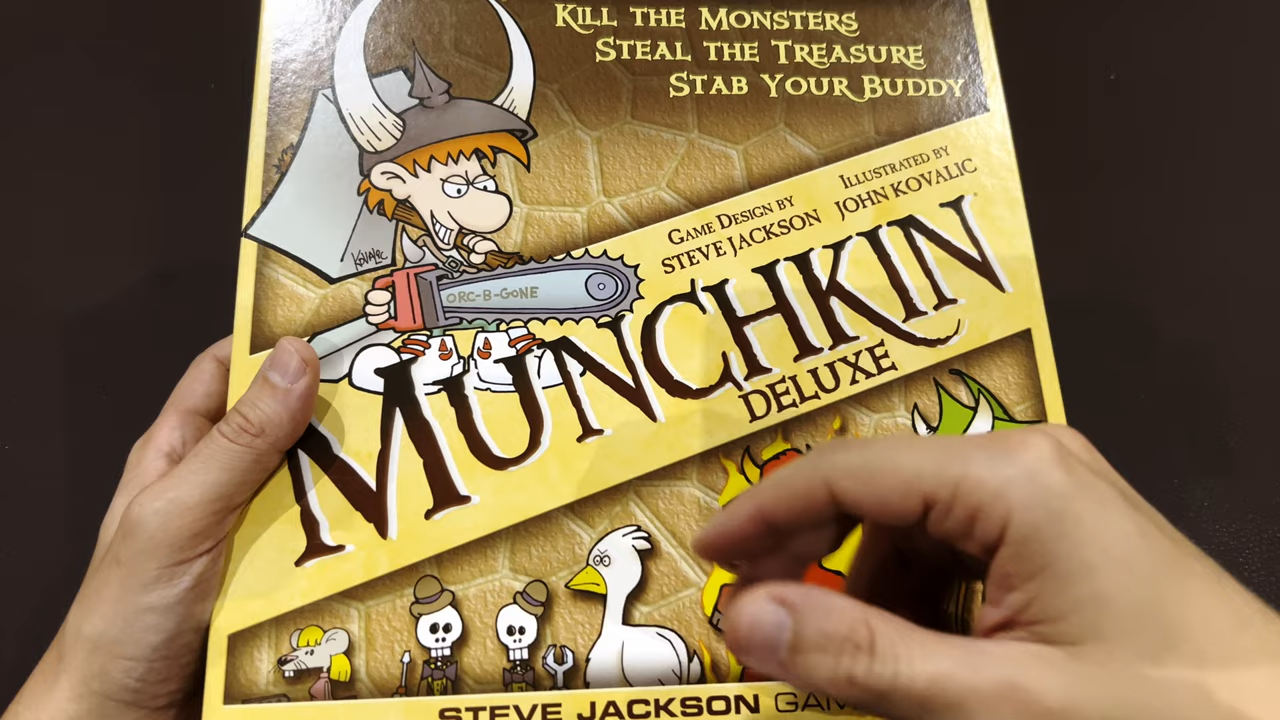 KILL THE MONSTERS
STEAL THE TREASURE
STAB YOUR BUDDY
GAME DESIGN BY
STEVE JACKSON
ILLUSTRATED BY
JOHN KOVALIC
KOVALIC
ORC-B-GONE
MUNCHKIN
DELUXE
STEVE JACKSON